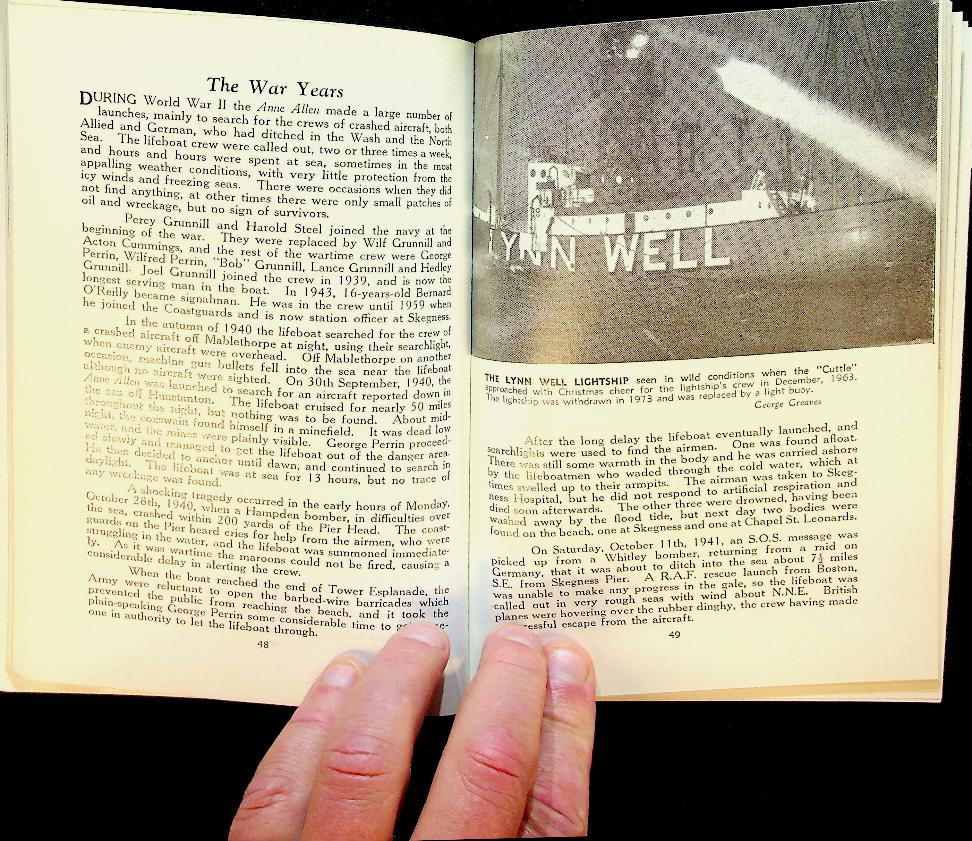 The War Years
DURING World War II the Anne Allen made a large number of
launches, mainly to search for the crews of crashed aircraft, both
Allied and German, who had ditched in the Wash and the North
Sea. The lifeboat crew were called out, two or three times a week,
and hours and hours were spent at sea, sometimes in the most
appalling weather conditions, with very little protection from the
icy winds and freezing seas. There were occasions when they did
not find anything, at other times there were only small patches of
oil and wreckage, but no sign of survivors.
Percy Grunnill and Harold Steel joined the navy at the
beginning of the war. They were replaced by Wilf Grunnill and
Acton Cummings, and the rest of the wartime crew were George
Perrin, Wilfred Perrin, "Bob" Grunnill, Lance Grunnill and Hedley
Grunnill. Joel Grunnill joined the crew in 1939, and is now the
longest serving man in the boat. In 1943, 16-years-old Bernard
O'Reilly became signalman. He was in the crew until 1959 when
he joined the Coastguards and is now station officer at Skegness.
In the autumn of 1940 the lifeboat searched for the crew of
a crashed aircraft off Mablethorpe at night, using their searchlight,
when enemy aircraft were overhead. Off Mablethorpe on another
occasion, machine gun bullets fell into the sea near the lifeboat
although no aircraft were sighted. On 30th September, 1940, the
Anne Allen was launched to search for an aircraft reported down in
the sea off Hunstanton. The lifeboat cruised for nearly 50 miles
throughout the night, but nothing was to be found. About mid-
night, the coxswain found himself in a minefield. It was dead low
water, and the mines were plainly visible. George Perrin proceed-
ed slowly and managed to get the lifeboat out of the danger area.
He then decided to anchor until dawn, and continued to search in
daylight. The lifeboat was at sea for 13 hours, but no trace of
any wreckage was found.
A shocking tragedy occurred in the early hours of Monday,
October 28th, 1940, when a Hampden bomber, in difficulties over
the sea, crashed within 200 yards of the Pier Head. The coast-
guards on the Pier heard cries for help from the airmen, who were
struggling in the water, and the lifeboat was summoned immediate-
ly. As it was wartime the maroons could not be fired, causing a
considerable delay in alerting the crew.
When the boat reached the end of Tower Esplanade, the
Army were reluctant to open the barbed-wire barricades which
prevented the public from reaching the beach, and it took the
plain-speaking George Perrin some considerable time to
one in authority to let the lifeboat through.
48
LYNN WELL
THE LYNN WELL LIGHTSHIP seen in wild conditions when the "Cuttle"
approached with Christmas cheer for the lightship's crew in December, 1963.
The lightship was withdrawn in 1973 and was replaced by a light buoy.
George Greaves
After the long delay the lifeboat eventually launched, and
searchlights were used to find the airmen. One was found afloat.
There was still some warmth in the body and he was carried ashore
by the lifeboatmen who waded through the cold water, which at
times swelled up to their armpits. The airman was taken to Skeg-
ness Hospital, but he did not respond to artificial respiration and
died soon afterwards. The other three were drowned, having been
washed away by the flood tide, but next day two bodies were
found on the beach, one at Skegness and one at Chapel St. Leonards.
On Saturday, October 11th, 1941, an S.O.S. message was
picked up from a Whitley bomber, returning from a raid on
Germany, that it was about to ditch into the sea about 7½ miles
S.E. from Skegness Pier. A R.A.F. rescue launch from Boston,
was unable to make any progress in the gale, so the lifeboat was
called out in very rough seas with wind about N.N.E. British
planes were hovering over the rubber dinghy, the crew having made
escape from the aircraft.
49